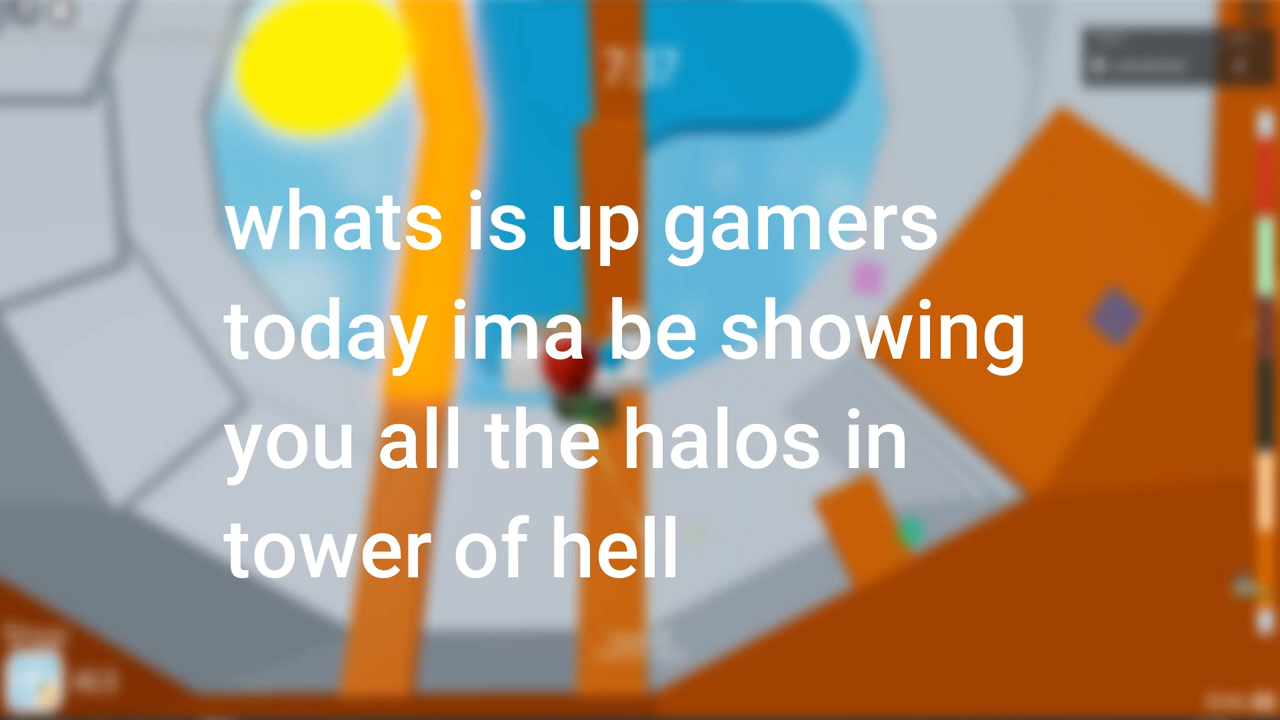 whats is up gamers
today ima be showing
you all the halos in
tower of hell